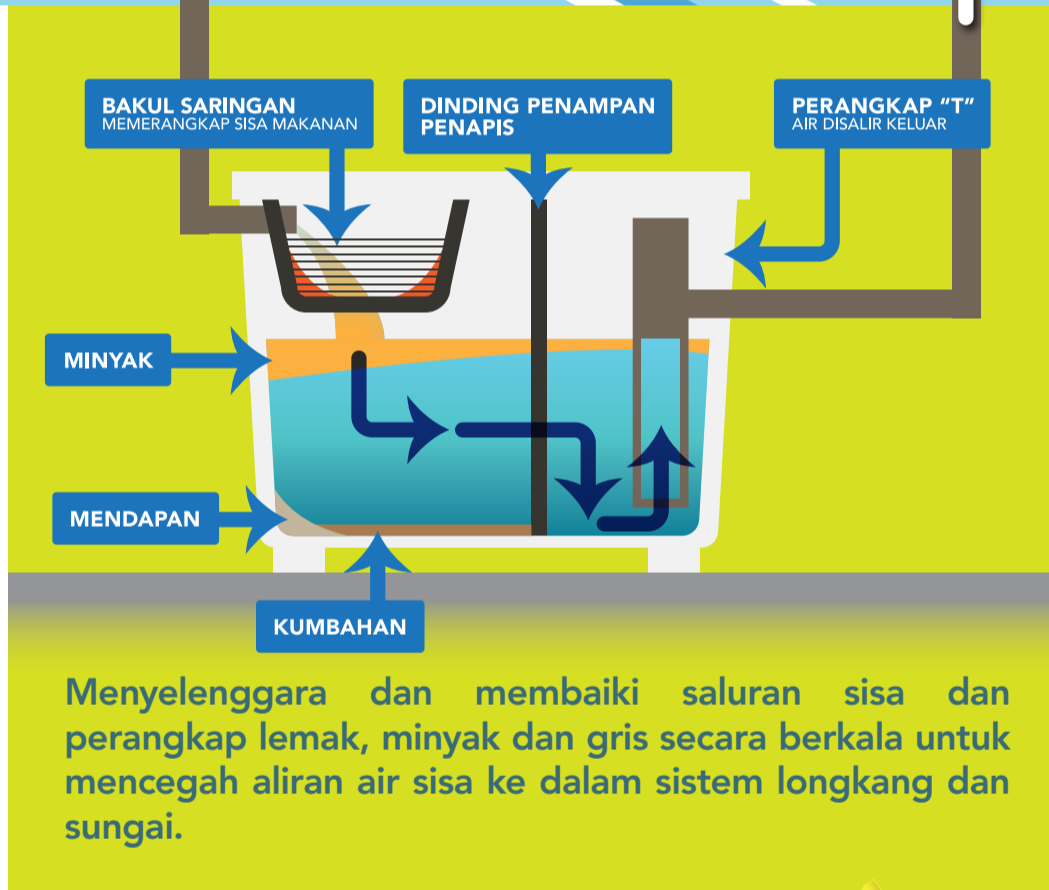 BAKUL SARINGAN
MEMERANGKAP SISA MAKANAN
DINDING PENAMPAN
PENAPIS
PERANGKAP “T”
AIR DISALIR KELUAR
MINYAK
MENDAPAN
KUMBAHAN
Menyelenggara dan membaiki saluran sisa dan
perangkap lemak, minyak dan gris secara berkala untuk
mencegah aliran air sisa ke dalam sistem longkang dan
sungai.